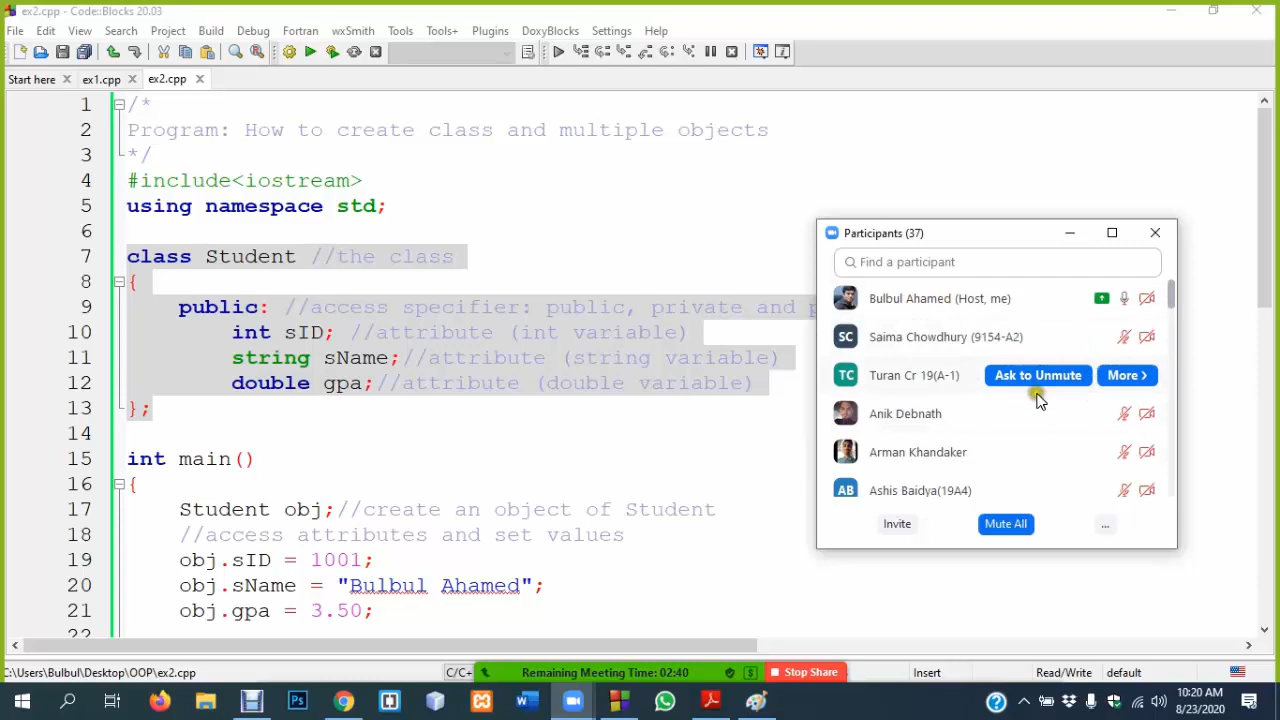 ex2.cpp - Code::Blocks 20.03
File Edit View Search Project Build Debug Fortran wxSmith Tools Tools+ Plugins DoxyBlocks Settings Help
Start here ex1.cpp ex2.cpp
1 /*
2 Program: How to create class and multiple objects
3 */
4 #include<iostream>
5 using namespace std;
6
7 class Student //the class
8 {
9 public: //access specifier: public, private and p
10 int sID; //attribute (int variable)
11 string sName;//attribute (string variable)
12 double gpa;//attribute (double variable)
13 };
14
15 int main()
16 {
17 Student obj;//create an object of Student
18 //access attributes and set values
19 obj.sID = 1001;
20 obj.sName = "Bulbul Ahamed";
21 obj.gpa = 3.50;
22
Participants (37)
Find a participant
Bulbul Ahamed (Host, me)
SC Saima Chowdhury (9154-A2)
TC Turan Cr 19(A-1) Ask to Unmute More
Anik Debnath
Arman Khandaker
AB Ashis Baidya(19A4)
Invite Mute All ...
C:\Users\Bulbul\Desktop\OOP\ex2.cpp C/C+ Remaining Meeting Time: 02:40 Stop Share Insert Read/Write default
Ps
10:20 AM
8/23/2020